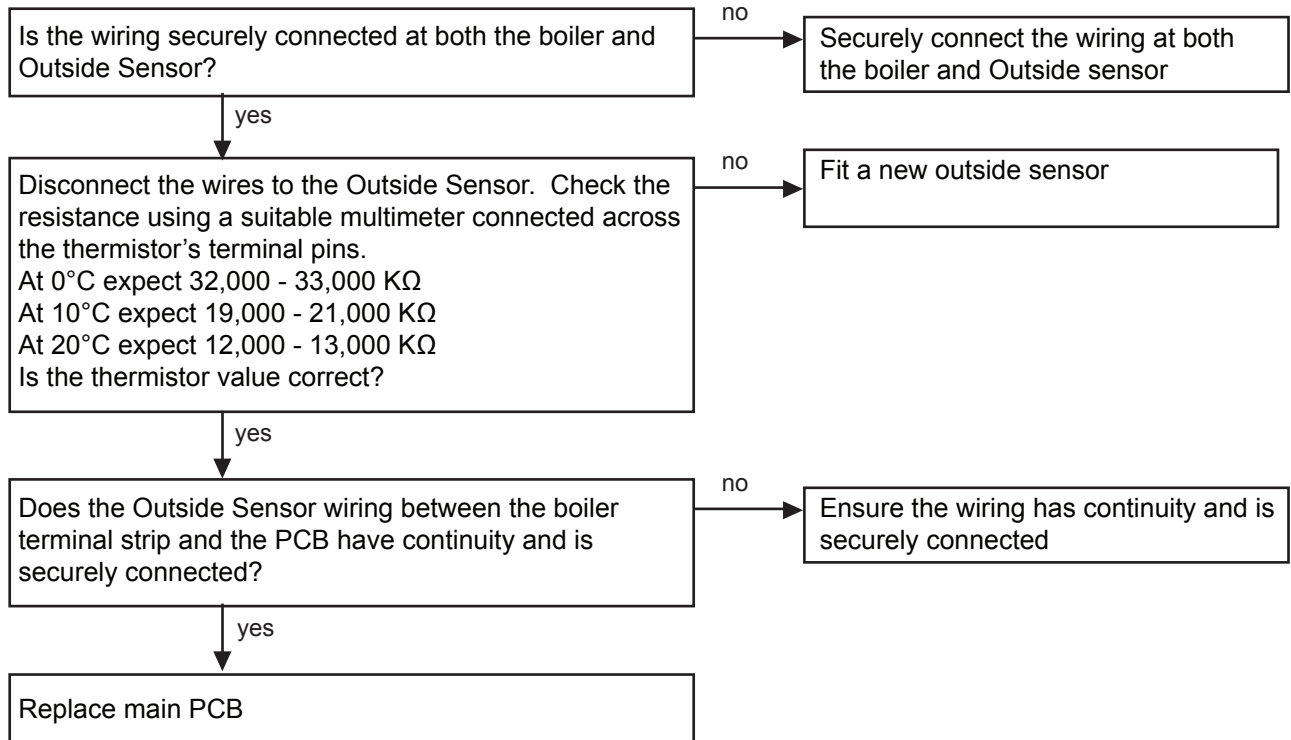 Is the wiring securely connected at both the boiler and
Outside Sensor?
no
Securely connect the wiring at both
the boiler and Outside sensor
yes
Disconnect the wires to the Outside Sensor.  Check the
resistance using a suitable multimeter connected across
the thermistor’s terminal pins.
At 0°C expect 32,000 - 33,000 KΩ
At 10°C expect 19,000 - 21,000 KΩ
At 20°C expect 12,000 - 13,000 KΩ
Is the thermistor value correct?
no
Fit a new outside sensor
yes
Does the Outside Sensor wiring between the boiler
terminal strip and the PCB have continuity and is
securely connected?
no
Ensure the wiring has continuity and is
securely connected
yes
Replace main PCB